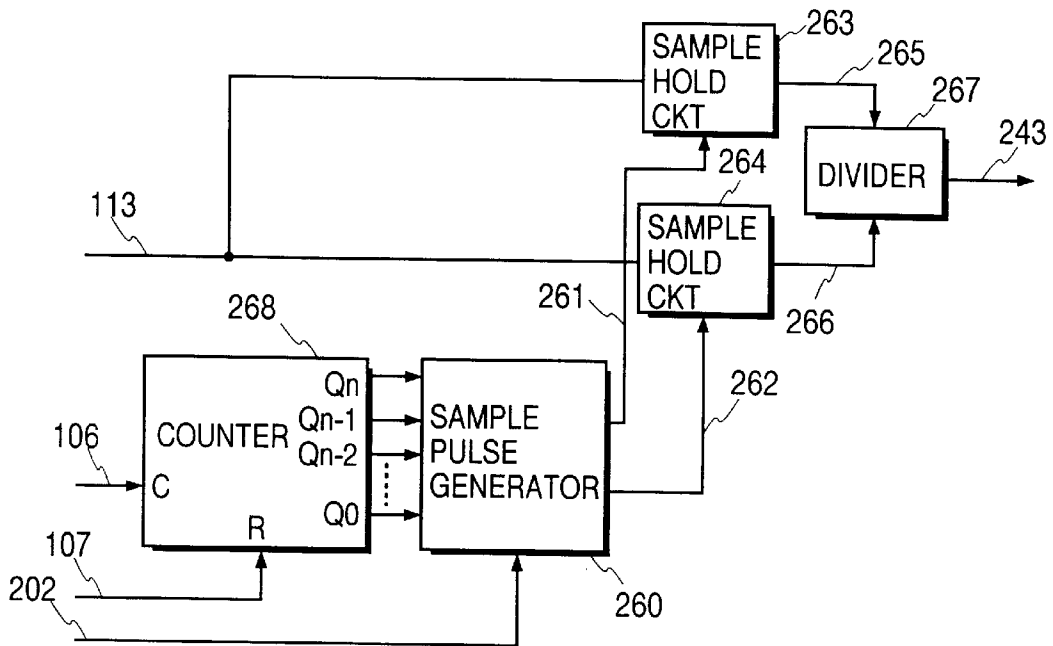 263
SAMPLE
HOLD
CKT
265
267
DIVIDER
243
264
113
SAMPLE
HOLD
CKT
261
266
268
262
Qn
Qn-1
Qn-2
Q0
COUNTER
SAMPLE
PULSE
GENERATOR
106
C
R
107
202
260